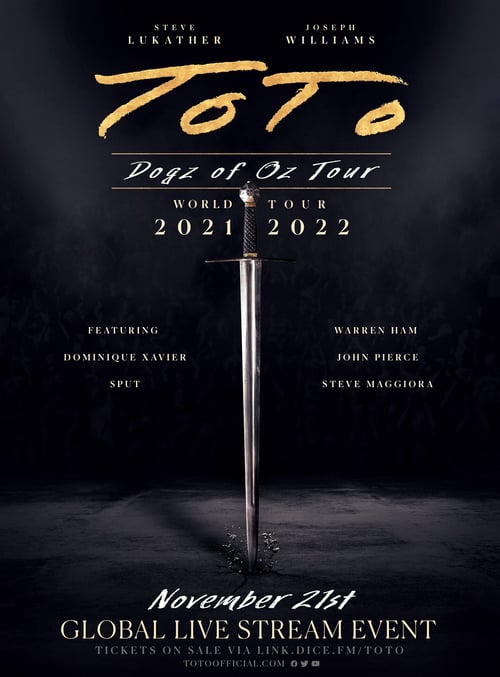 STEVE JOSEPH
LUKATHER WILLIAMS
TOTO
Dogz of Oz Tour
WORLD TOUR
2021 2022
FEATURING WARREN HAM
DOMINIQUE XAVIER JOHN PIERCE
SPUT STEVE MAGGIORA
November 21st
GLOBAL LIVE STREAM EVENT
TICKETS ON SALE VIA LINK.DICE.FM/TOTO
TOTOOFFICIAL.COM